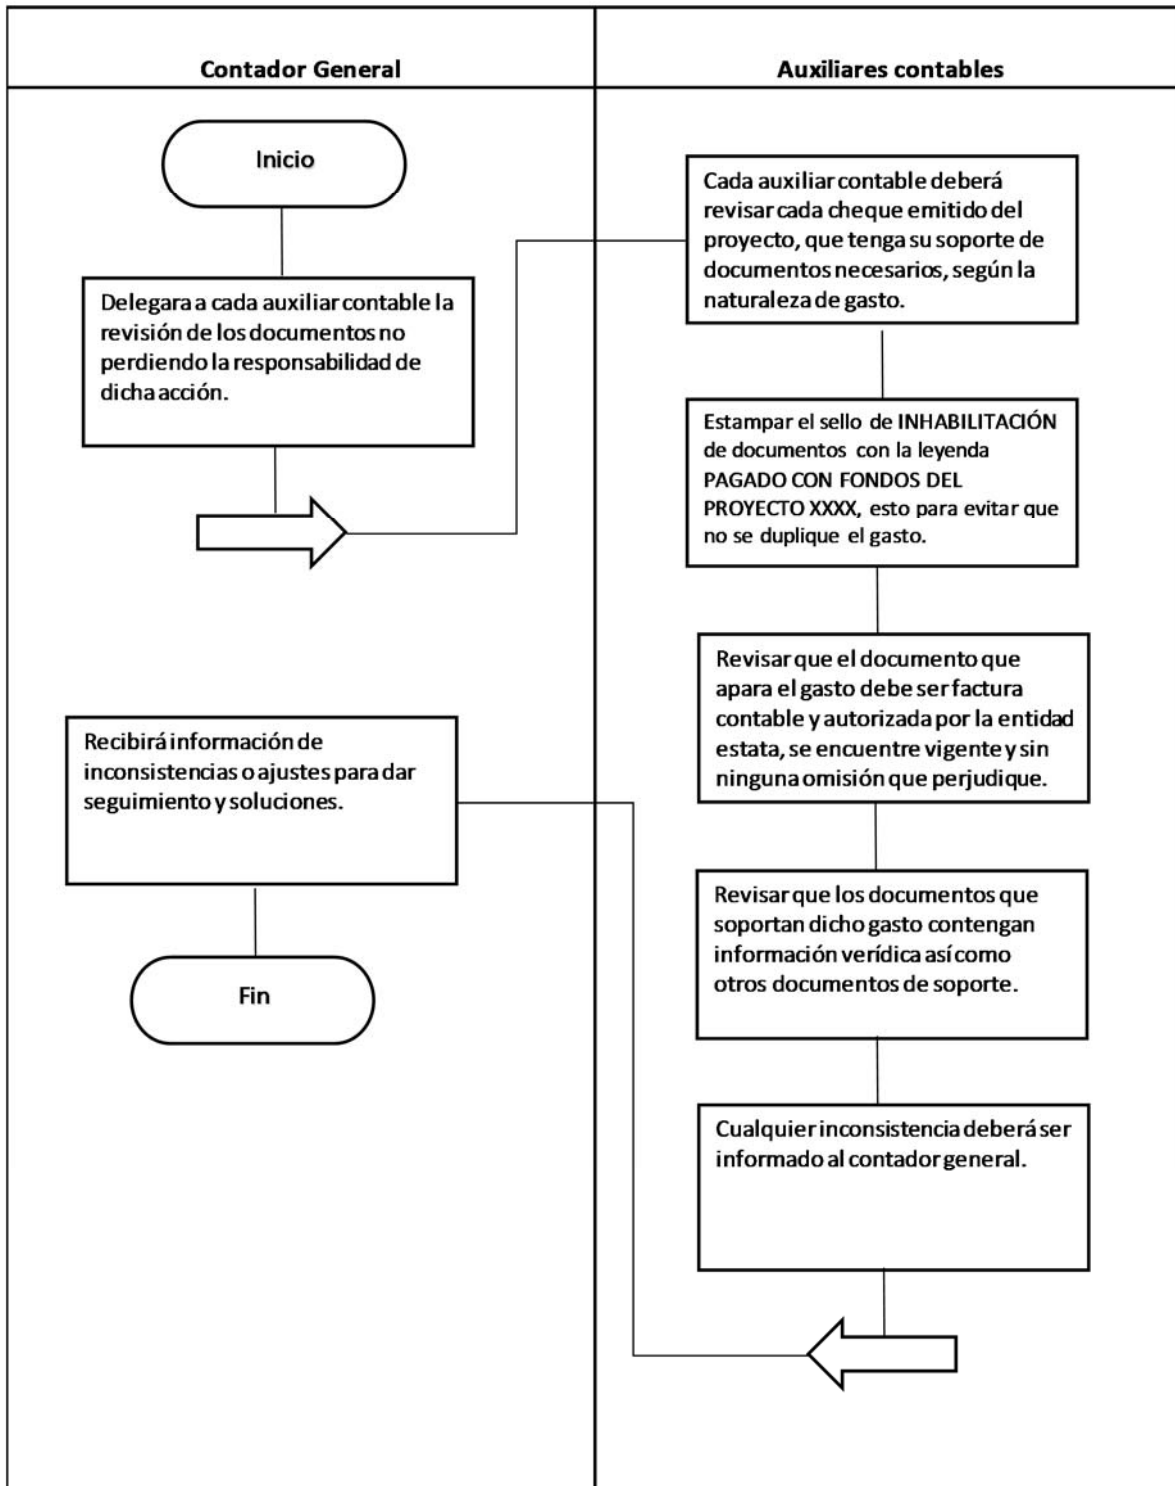 Contador General
Auxiliares contables
Inicio
Delegara a cada auxiliar contable la
revisión de los documentos no
perdiendo la responsabilidad de
dicha acción.
Cada auxiliar contable deberá
revisar cada cheque emitido del
proyecto, que tenga su soporte de
documentos necesarios, según la
naturaleza de gasto.
Estampar el sello de INHABILITACIÓN
de documentos con la leyenda
PAGADO CON FONDOS DEL
PROYECTO XXXX, esto para evitar que
no se duplique el gasto.
Revisar que el documento que
apara el gasto debe ser factura
contable y autorizada por la entidad
estata, se encuentre vigente y sin
ninguna omisión que perjudique.
Revisar que los documentos que
soportan dicho gasto contengan
información verídica así como
otros documentos de soporte.
Cualquier inconsistencia deberá ser
informado al contador general.
Recibirá información de
inconsistencias o ajustes para dar
seguimiento y soluciones.
Fin